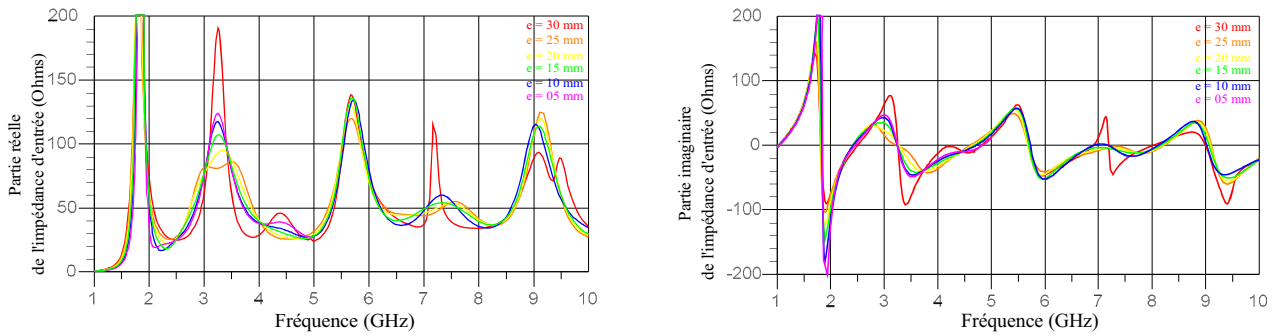 200
150
100
50
0
1 2 3 4 5 6 7 8 9 10
Partie réelle
de l'impédance d'entrée (Ohms)
Fréquence (GHz)
e = 30 mm
e = 25 mm
e = 20 mm
e = 15 mm
e = 10 mm
e = 05 mm
200
100
0
-100
-200
1 2 3 4 5 6 7 8 9 10
Partie imaginaire
de l'impédance d'entrée (Ohms)
Fréquence (GHz)
e = 30 mm
e = 25 mm
e = 20 mm
e = 15 mm
e = 10 mm
e = 05 mm